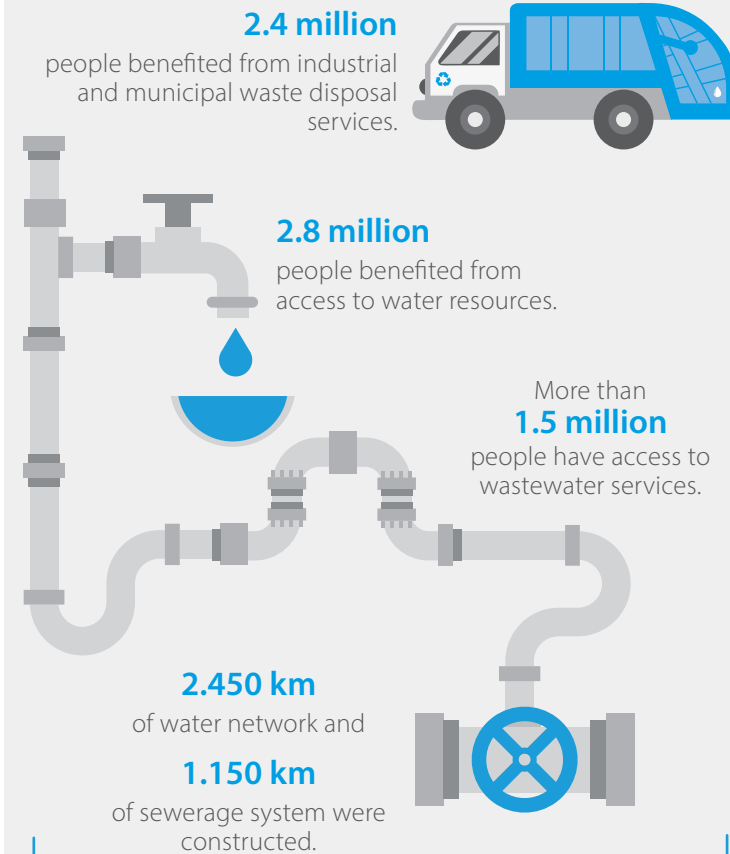 2.4 million
people benefited from industrial
and municipal waste disposal
services.
2.8 million
people benefited from
access to water resources.
More than
1.5 million
people have access to
wastewater services.
2.450 km
of water network and
1.150 km
of sewerage system were
constructed.